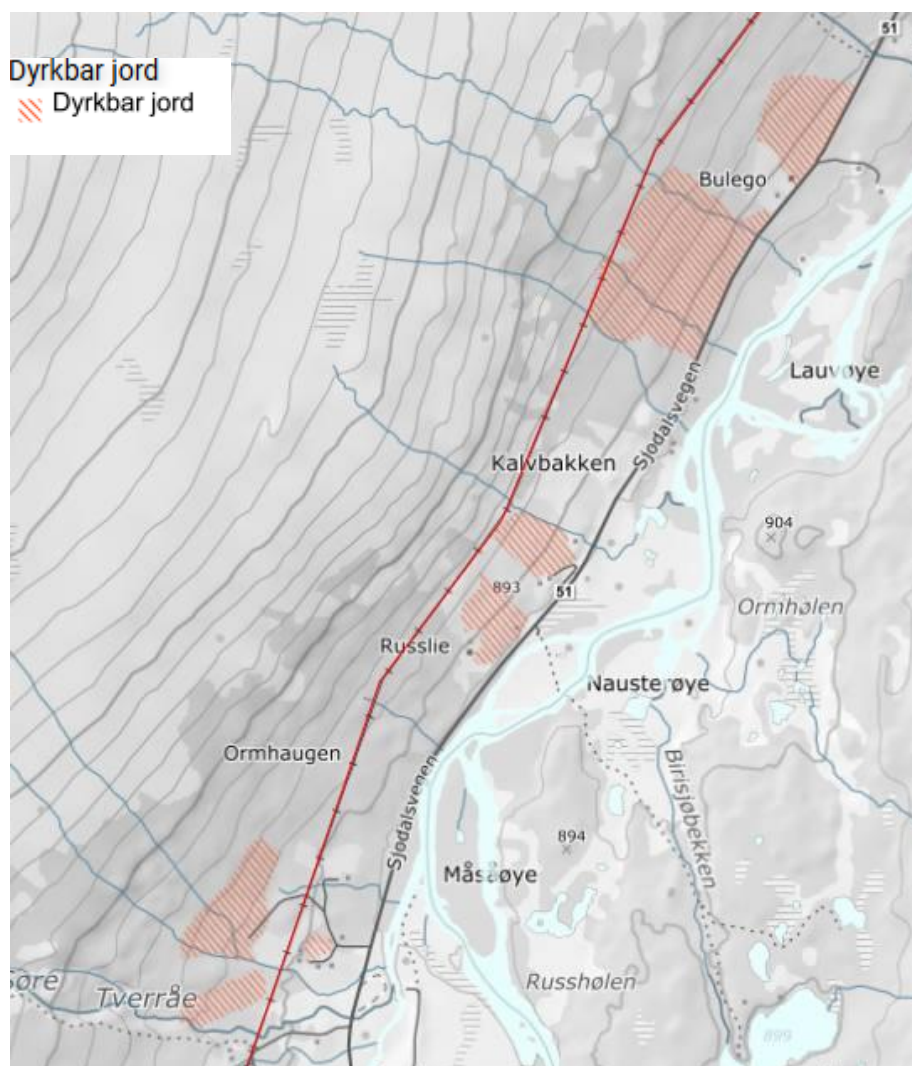 51
Dyrkbar jord
Dyrkbar jord
Bulego
Lauvøye
Sjodalsvegen
Kalvbakken
904
893
51
Ormhølen
Russlie
Nausterøye
Ormhaugen
Birisjøbekken
Sjodalsvegen
894
Måsåøye
Russhølen
Søre
Tverråe
899